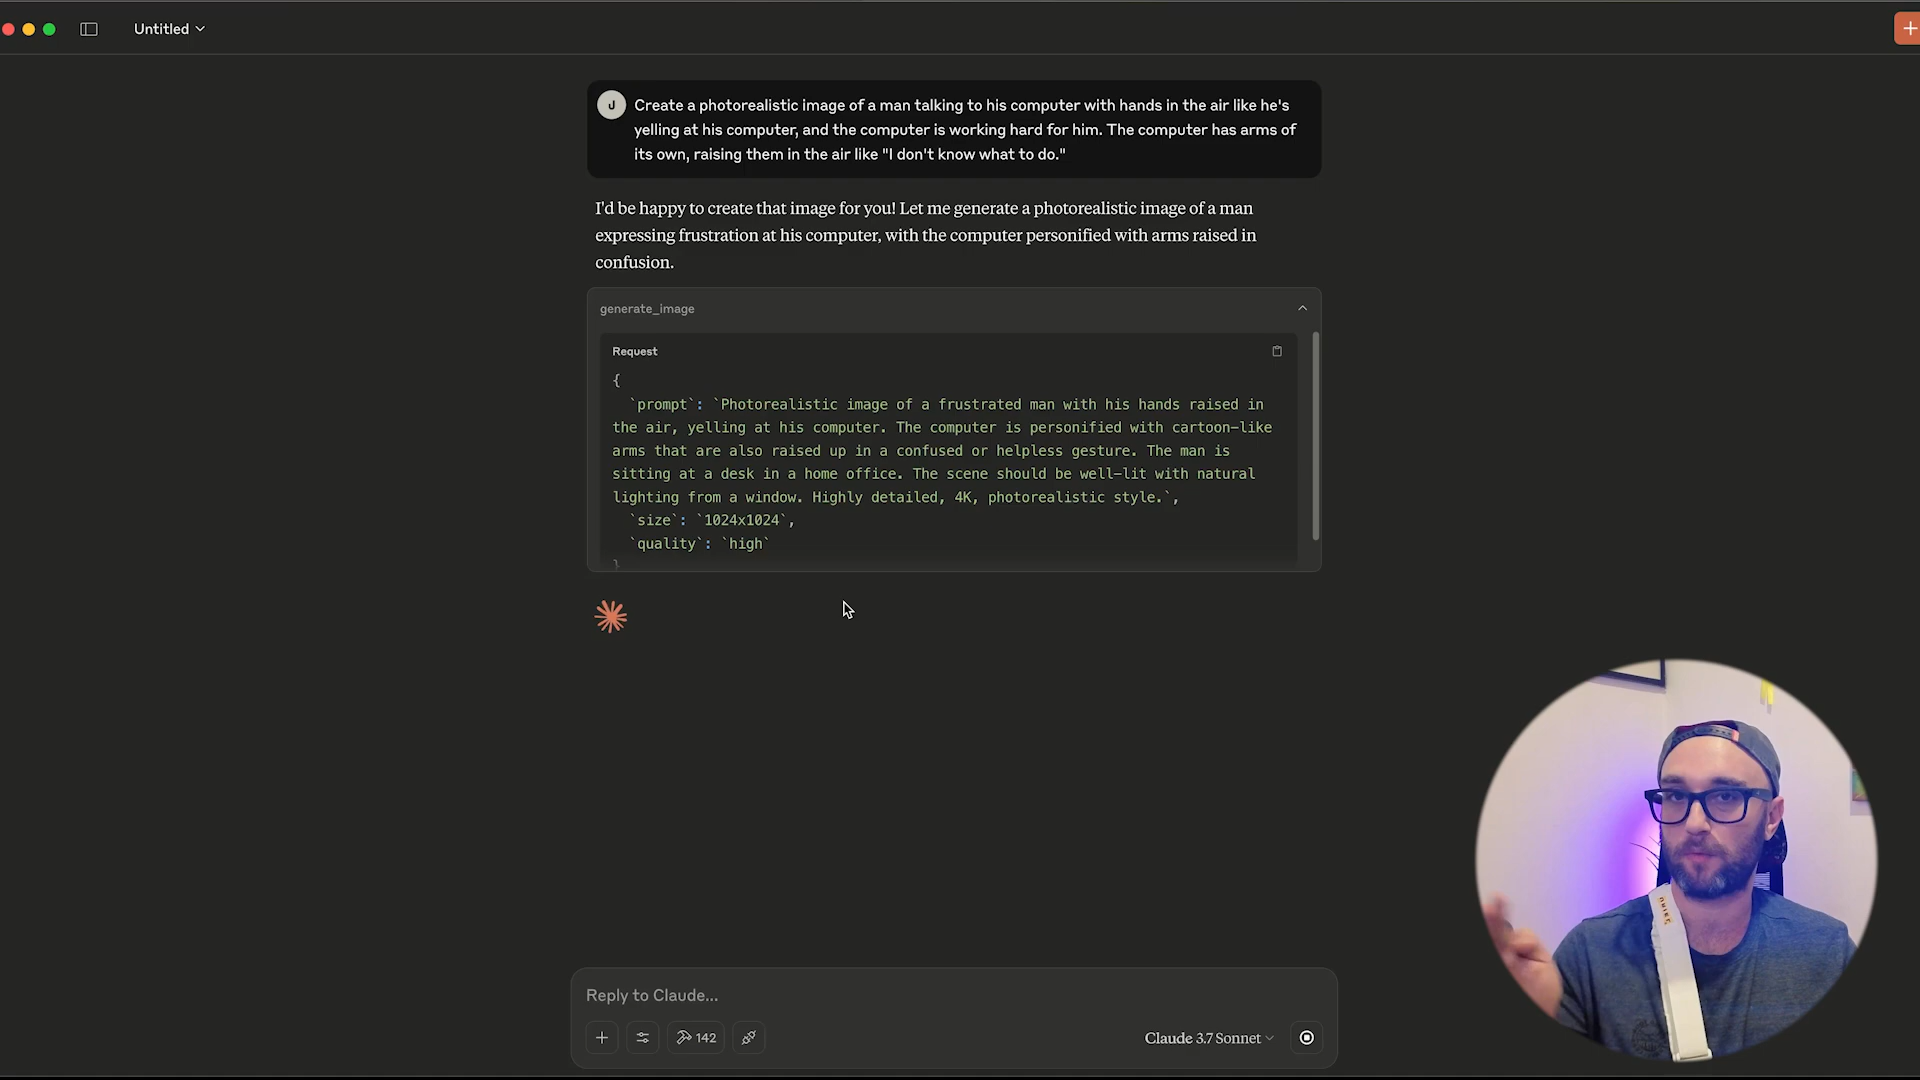 Untitled
J
Create a photorealistic image of a man talking to his computer with hands in the air like he's
yelling at his computer, and the computer is working hard for him. The computer has arms of
its own, raising them in the air like "I don't know what to do."
I'd be happy to create that image for you! Let me generate a photorealistic image of a man
expressing frustration at his computer, with the computer personified with arms raised in
confusion.
generate_image
Request
{
`prompt`: `Photorealistic image of a frustrated man with his hands raised in
the air, yelling at his computer. The computer is personified with cartoon-like
arms that are also raised up in a confused or helpless gesture. The man is
sitting at a desk in a home office. The scene should be well-lit with natural
lighting from a window. Highly detailed, 4K, photorealistic style.`,
`size`: `1024x1024`,
`quality`: `high`
}
Reply to Claude...
142
Claude 3.7 Sonnet